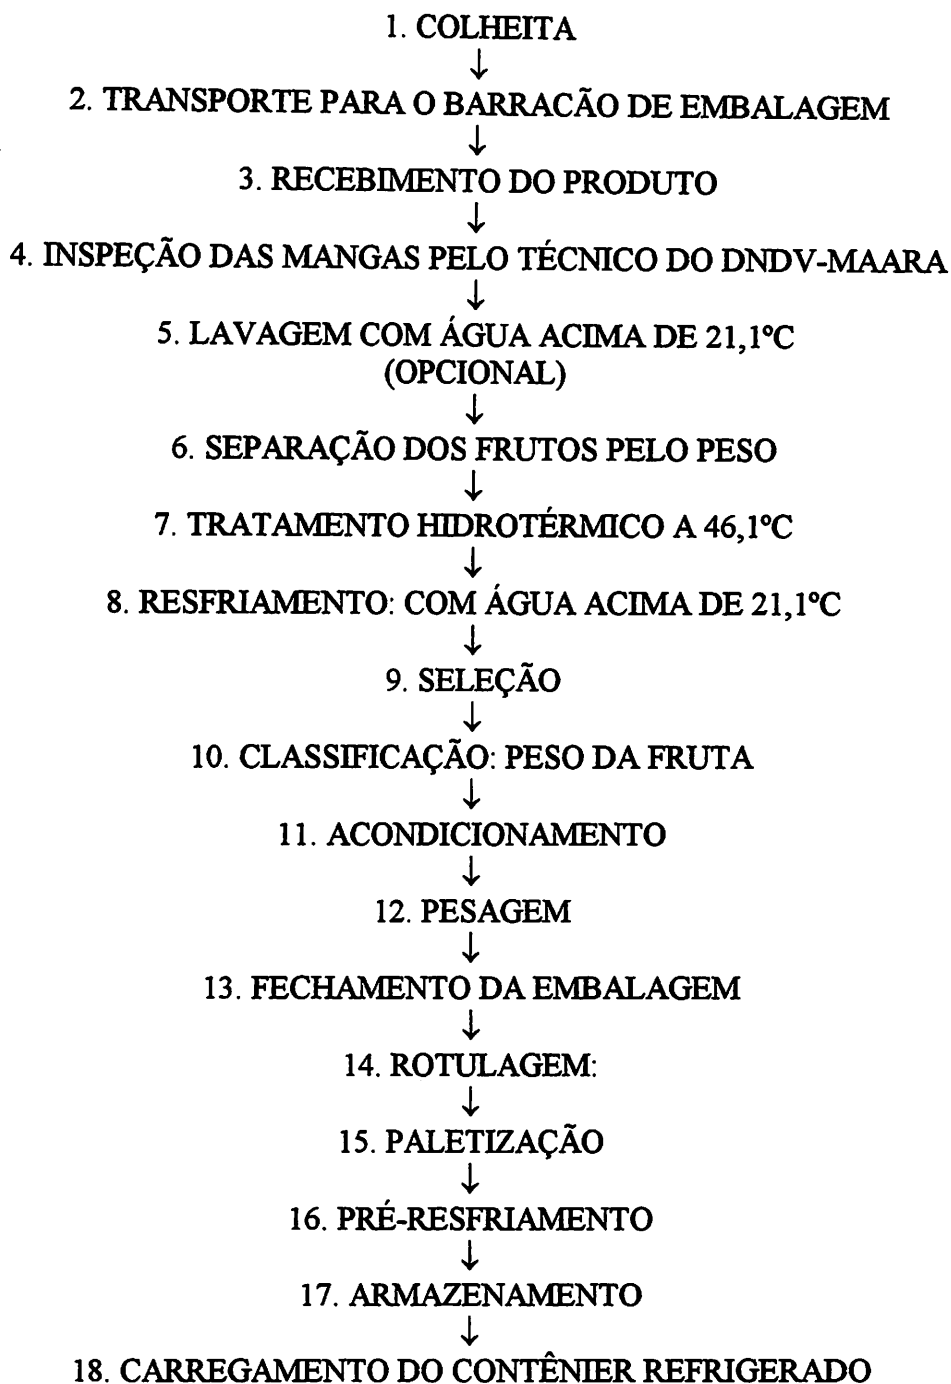 1. COLHEITA
↓
2. TRANSPORTE PARA O BARRACÃO DE EMBALAGEM
↓
3. RECEBIMENTO DO PRODUTO
↓
4. INSPEÇÃO DAS MANGAS PELO TÉCNICO DO DNDV-MAARA
↓
5. LAVAGEM COM ÁGUA ACIMA DE 21,1ºC
(OPCIONAL)
↓
6. SEPARAÇÃO DOS FRUTOS PELO PESO
↓
7. TRATAMENTO HIDROTÉRMICO A 46,1ºC
↓
8. RESFRIAMENTO: COM ÁGUA ACIMA DE 21,1ºC
↓
9. SELEÇÃO
↓
10. CLASSIFICAÇÃO: PESO DA FRUTA
↓
11. ACONDICIONAMENTO
↓
12. PESAGEM
↓
13. FECHAMENTO DA EMBALAGEM
↓
14. ROTULAGEM:
↓
15. PALETIZAÇÃO
↓
16. PRÉ-RESFRIAMENTO
↓
17. ARMAZENAMENTO
↓
18. CARREGAMENTO DO CONTÊNIER REFRIGERADO